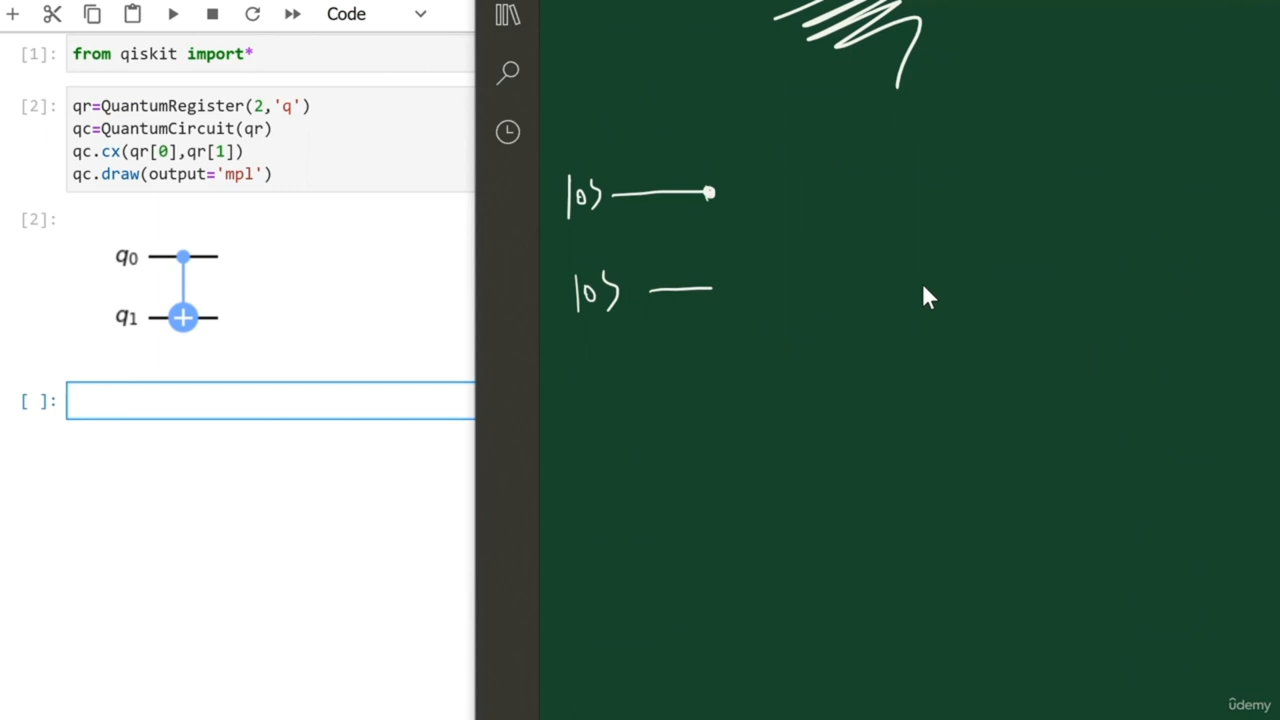 Code
[1]: from qiskit import*
[2]: qr=QuantumRegister(2,'q')
qc=QuantumCircuit(qr)
qc.cx(qr[0],qr[1])
qc.draw(output='mpl')
[2]:
q0
q1
[ ]:
|0⟩
|0⟩
ûdemy